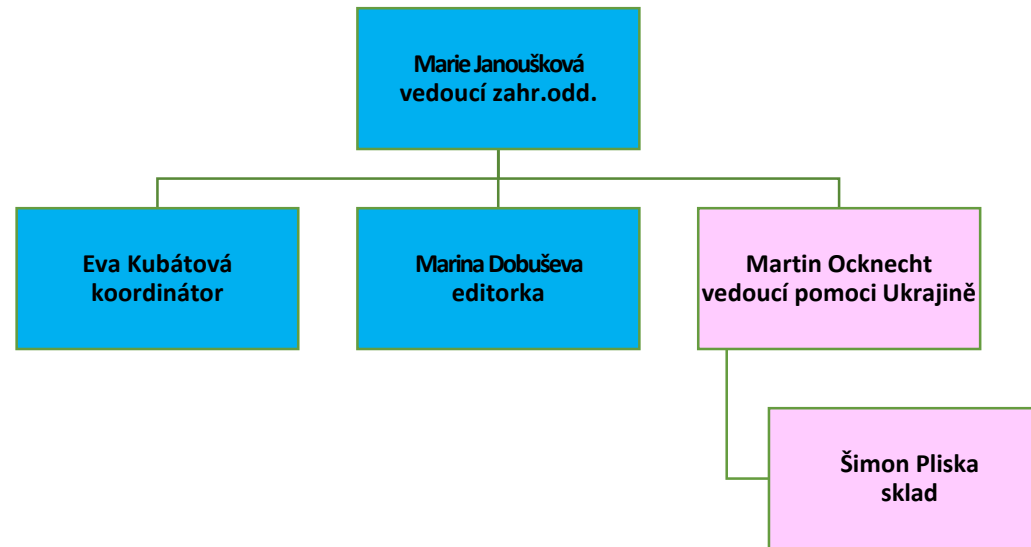 Marie Janoušková
vedoucí zahr.odd.
Eva Kubátová
koordinátor
Marina Dobuševa
editorka
Martin Ocknecht
vedoucí pomoci Ukrajině
Šimon Pliska
sklad